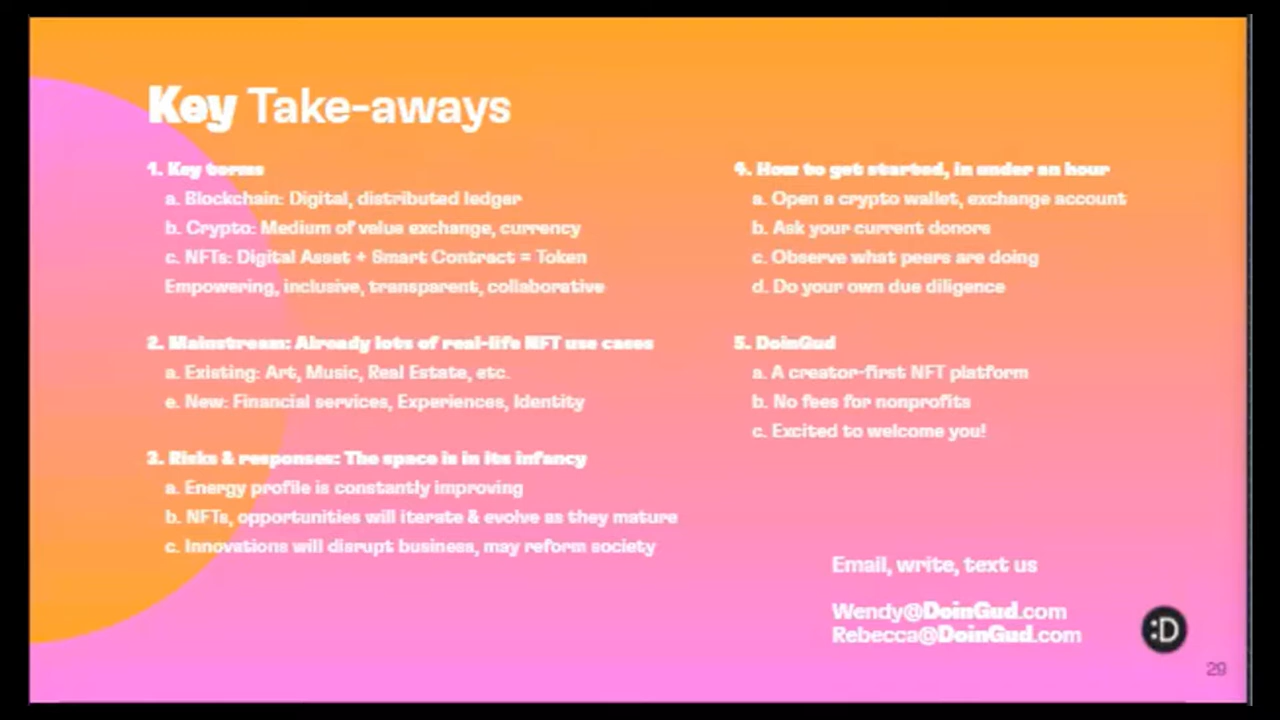 Key Take-aways
1. Key terms
a. Blockchain: Digital, distributed ledger
b. Crypto: Medium of value exchange, currency
c. NFTs: Digital Asset + Smart Contract = Token
Empowering, inclusive, transparent, collaborative
2. Mainstream: Already lots of real-life NFT use cases
a. Existing: Art, Music, Real Estate, etc.
e. New: Financial services, Experiences, Identity
3. Risks & responses: The space is in its infancy
a. Energy profile is constantly improving
b. NFTs, opportunities will iterate & evolve as they mature
c. Innovations will disrupt business, may reform society
4. How to get started, in under an hour
a. Open a crypto wallet, exchange account
b. Ask your current donors
c. Observe what peers are doing
d. Do your own due diligence
5. DoinGud
a. A creator-first NFT platform
b. No fees for nonprofits
c. Excited to welcome you!
Email, write, text us
Wendy@DoinGud.com
Rebecca@DoinGud.com
:D
29